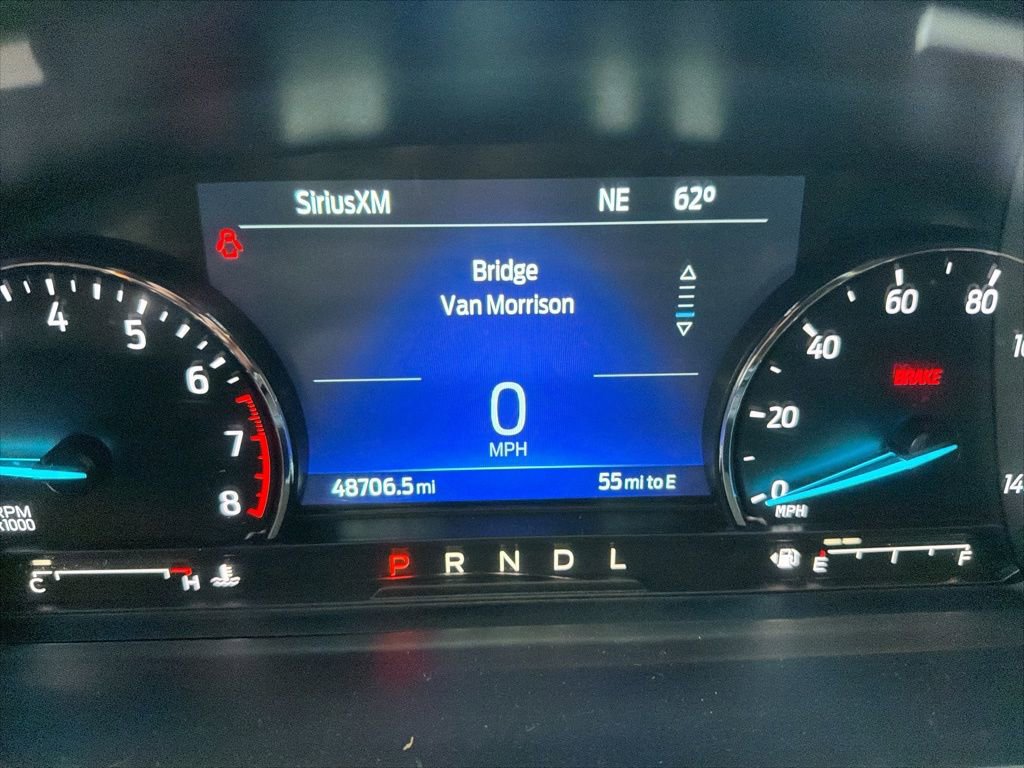 SiriusXM NE 62º
Bridge
Van Morrison
4 5 6 7 8
RPM
x1000
0
MPH
48706.5 mi 55 mi to E
0 20 40 60 80
BRAKE
MPH
C H
P R N D L
E F